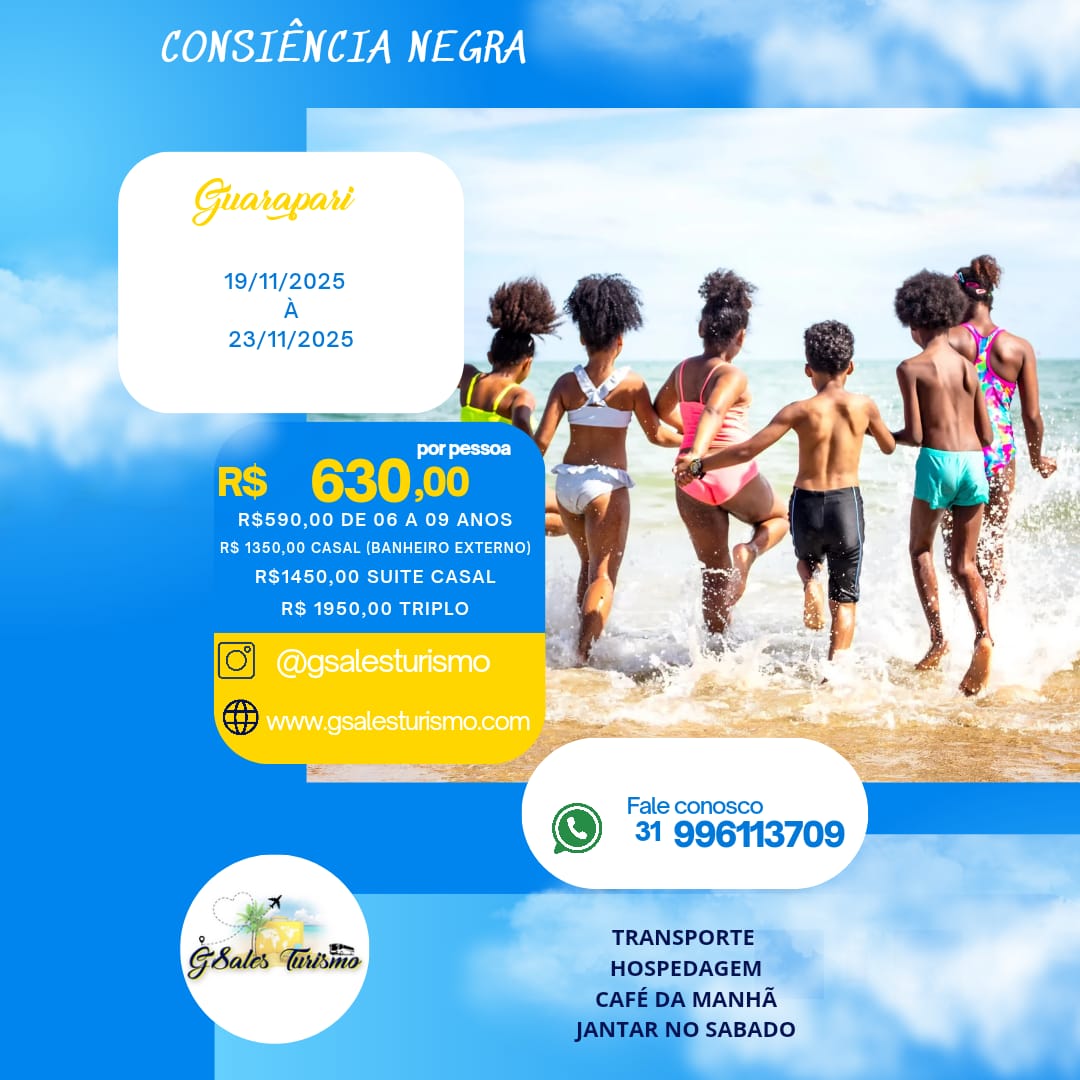 CONSIÊNCIA NEGRA
Guarapari
19/11/2025
À
23/11/2025
por pessoa
R$ 630,00
R$590,00 DE 06 A 09 ANOS
R$ 1350,00 CASAL (BANHEIRO EXTERNO)
R$1450,00 SUITE CASAL
R$ 1950,00 TRIPLO
@gsalesturismo
www.gsalesturismo.com
Fale conosco
31 996113709
GSales Turismo
TRANSPORTE
HOSPEDAGEM
CAFÉ DA MANHÃ
JANTAR NO SABADO